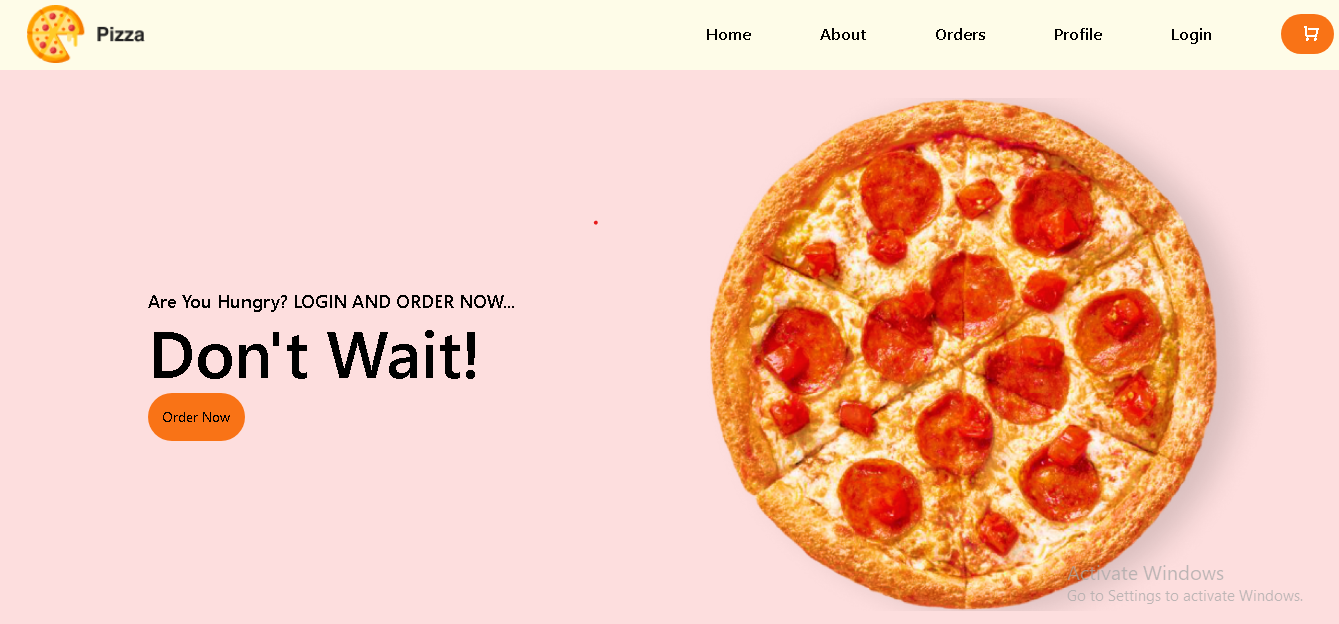 Pizza
Home About Orders Profile Login
Are You Hungry? LOGIN AND ORDER NOW...
Don't Wait!
Order Now
Activate Windows
Go to Settings to activate Windows.